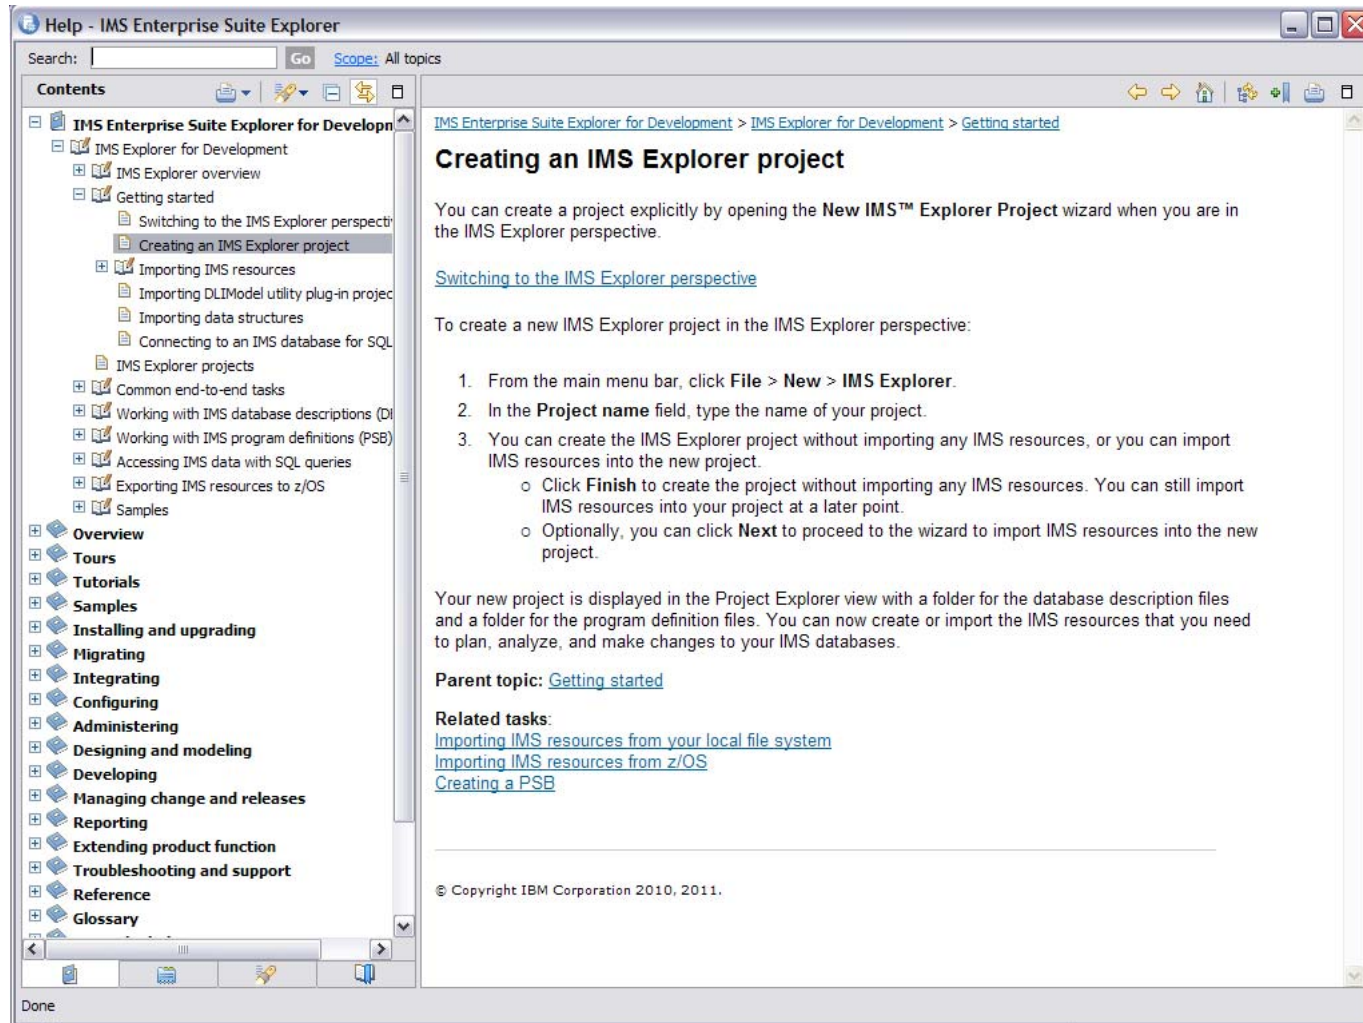 Help - IMS Enterprise Suite Explorer
Search:
Go
Scope: All topics
Contents
IMS Enterprise Suite Explorer for Developm
IMS Explorer for Development
IMS Explorer overview
Getting started
Switching to the IMS Explorer perspectiv
Creating an IMS Explorer project
Importing IMS resources
Importing DLIModel utility plug-in projec
Importing data structures
Connecting to an IMS database for SQL
IMS Explorer projects
Common end-to-end tasks
Working with IMS database descriptions (DB
Working with IMS program definitions (PSB)
Accessing IMS data with SQL queries
Exporting IMS resources to z/OS
Samples
Overview
Tours
Tutorials
Samples
Installing and upgrading
Migrating
Integrating
Configuring
Administering
Designing and modeling
Developing
Managing change and releases
Reporting
Extending product function
Troubleshooting and support
Reference
Glossary
IMS Enterprise Suite Explorer for Development > IMS Explorer for Development > Getting started
Creating an IMS Explorer project
You can create a project explicitly by opening the New IMS™ Explorer Project wizard when you are in
the IMS Explorer perspective.
Switching to the IMS Explorer perspective
To create a new IMS Explorer project in the IMS Explorer perspective:
1. From the main menu bar, click File > New > IMS Explorer.
2. In the Project name field, type the name of your project.
3. You can create the IMS Explorer project without importing any IMS resources, or you can import
IMS resources into the new project.
o Click Finish to create the project without importing any IMS resources. You can still import
IMS resources into your project at a later point.
o Optionally, you can click Next to proceed to the wizard to import IMS resources into the new
project.
Your new project is displayed in the Project Explorer view with a folder for the database description files
and a folder for the program definition files. You can now create or import the IMS resources that you need
to plan, analyze, and make changes to your IMS databases.
Parent topic: Getting started
Related tasks:
Importing IMS resources from your local file system
Importing IMS resources from z/OS
Creating a PSB
© Copyright IBM Corporation 2010, 2011.
Done